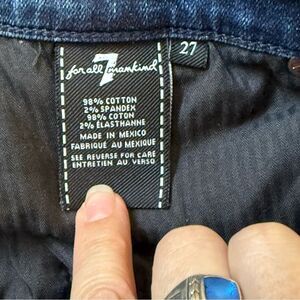 for all 7 mankind
27
98% COTTON
2% SPANDEX
98% COTON
2% ÉLASTHANNE
MADE IN MEXICO
FABRIQUÉ AU MEXIQUE
SEE REVERSE FOR CARE
ENTRETIEN AU VERSO